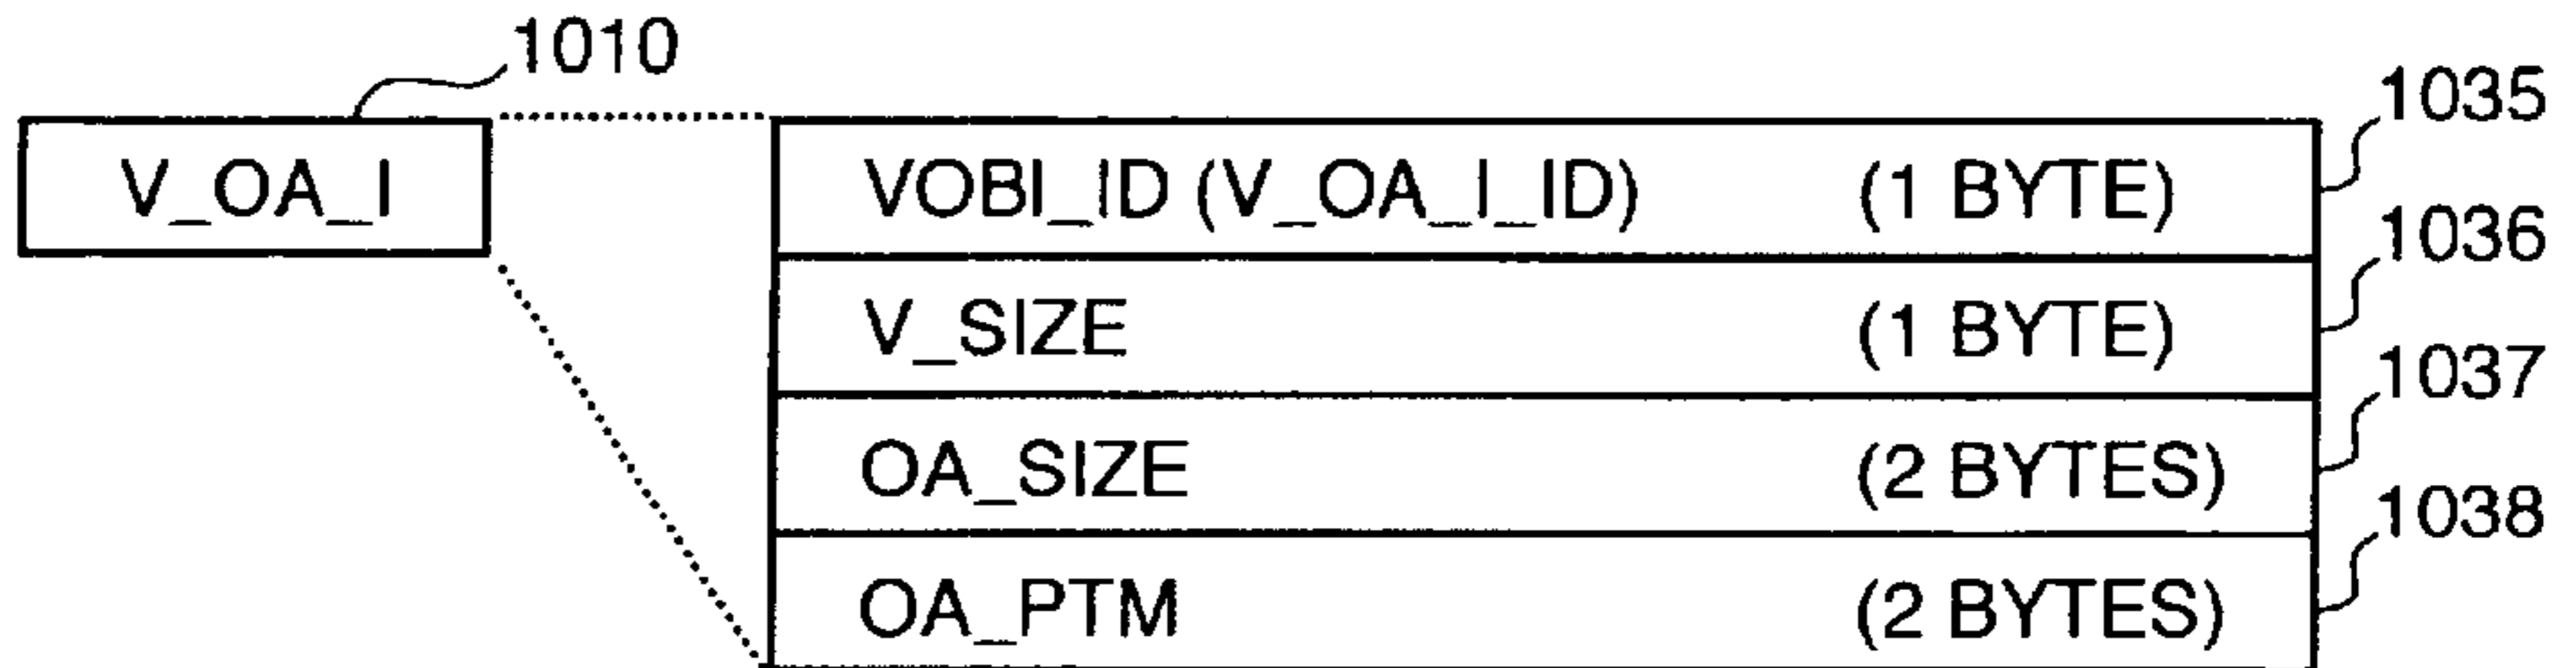 1010
V_OA_I
VOBI_ID (V_OA_I_ID) (1 BYTE) 1035
V_SIZE (1 BYTE) 1036
OA_SIZE (2 BYTES) 1037
OA_PTM (2 BYTES) 1038